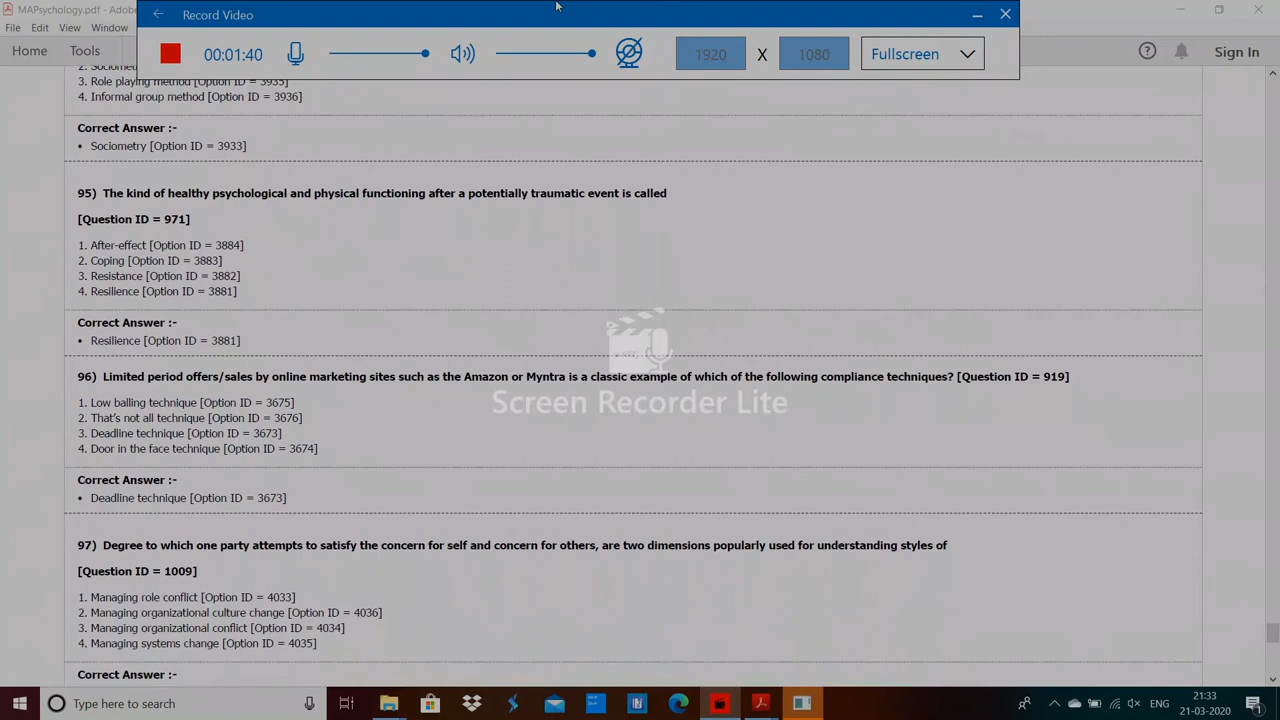 MAPsychology.pdf
Record Video
File Edit Window
Home Tools
00:01:40
1920 X 1080
Fullscreen
Sign In
2. Sociome
3. Role playing method [Option ID = 3935]
4. Informal group method [Option ID = 3936]
Correct Answer :-
• Sociometry [Option ID = 3933]
95) The kind of healthy psychological and physical functioning after a potentially traumatic event is called
[Question ID = 971]
1. After-effect [Option ID = 3884]
2. Coping [Option ID = 3883]
3. Resistance [Option ID = 3882]
4. Resilience [Option ID = 3881]
Correct Answer :-
• Resilience [Option ID = 3881]
96) Limited period offers/sales by online marketing sites such as the Amazon or Myntra is a classic example of which of the following compliance techniques? [Question ID = 919]
1. Low balling technique [Option ID = 3675]
2. That's not all technique [Option ID = 3676]
3. Deadline technique [Option ID = 3673]
4. Door in the face technique [Option ID = 3674]
Screen Recorder Lite
Correct Answer :-
• Deadline technique [Option ID = 3673]
97) Degree to which one party attempts to satisfy the concern for self and concern for others, are two dimensions popularly used for understanding styles of
[Question ID = 1009]
1. Managing role conflict [Option ID = 4033]
2. Managing organizational culture change [Option ID = 4036]
3. Managing organizational conflict [Option ID = 4034]
4. Managing systems change [Option ID = 4035]
Correct Answer :-
Type here to search
ENG
21:33
21-03-2020